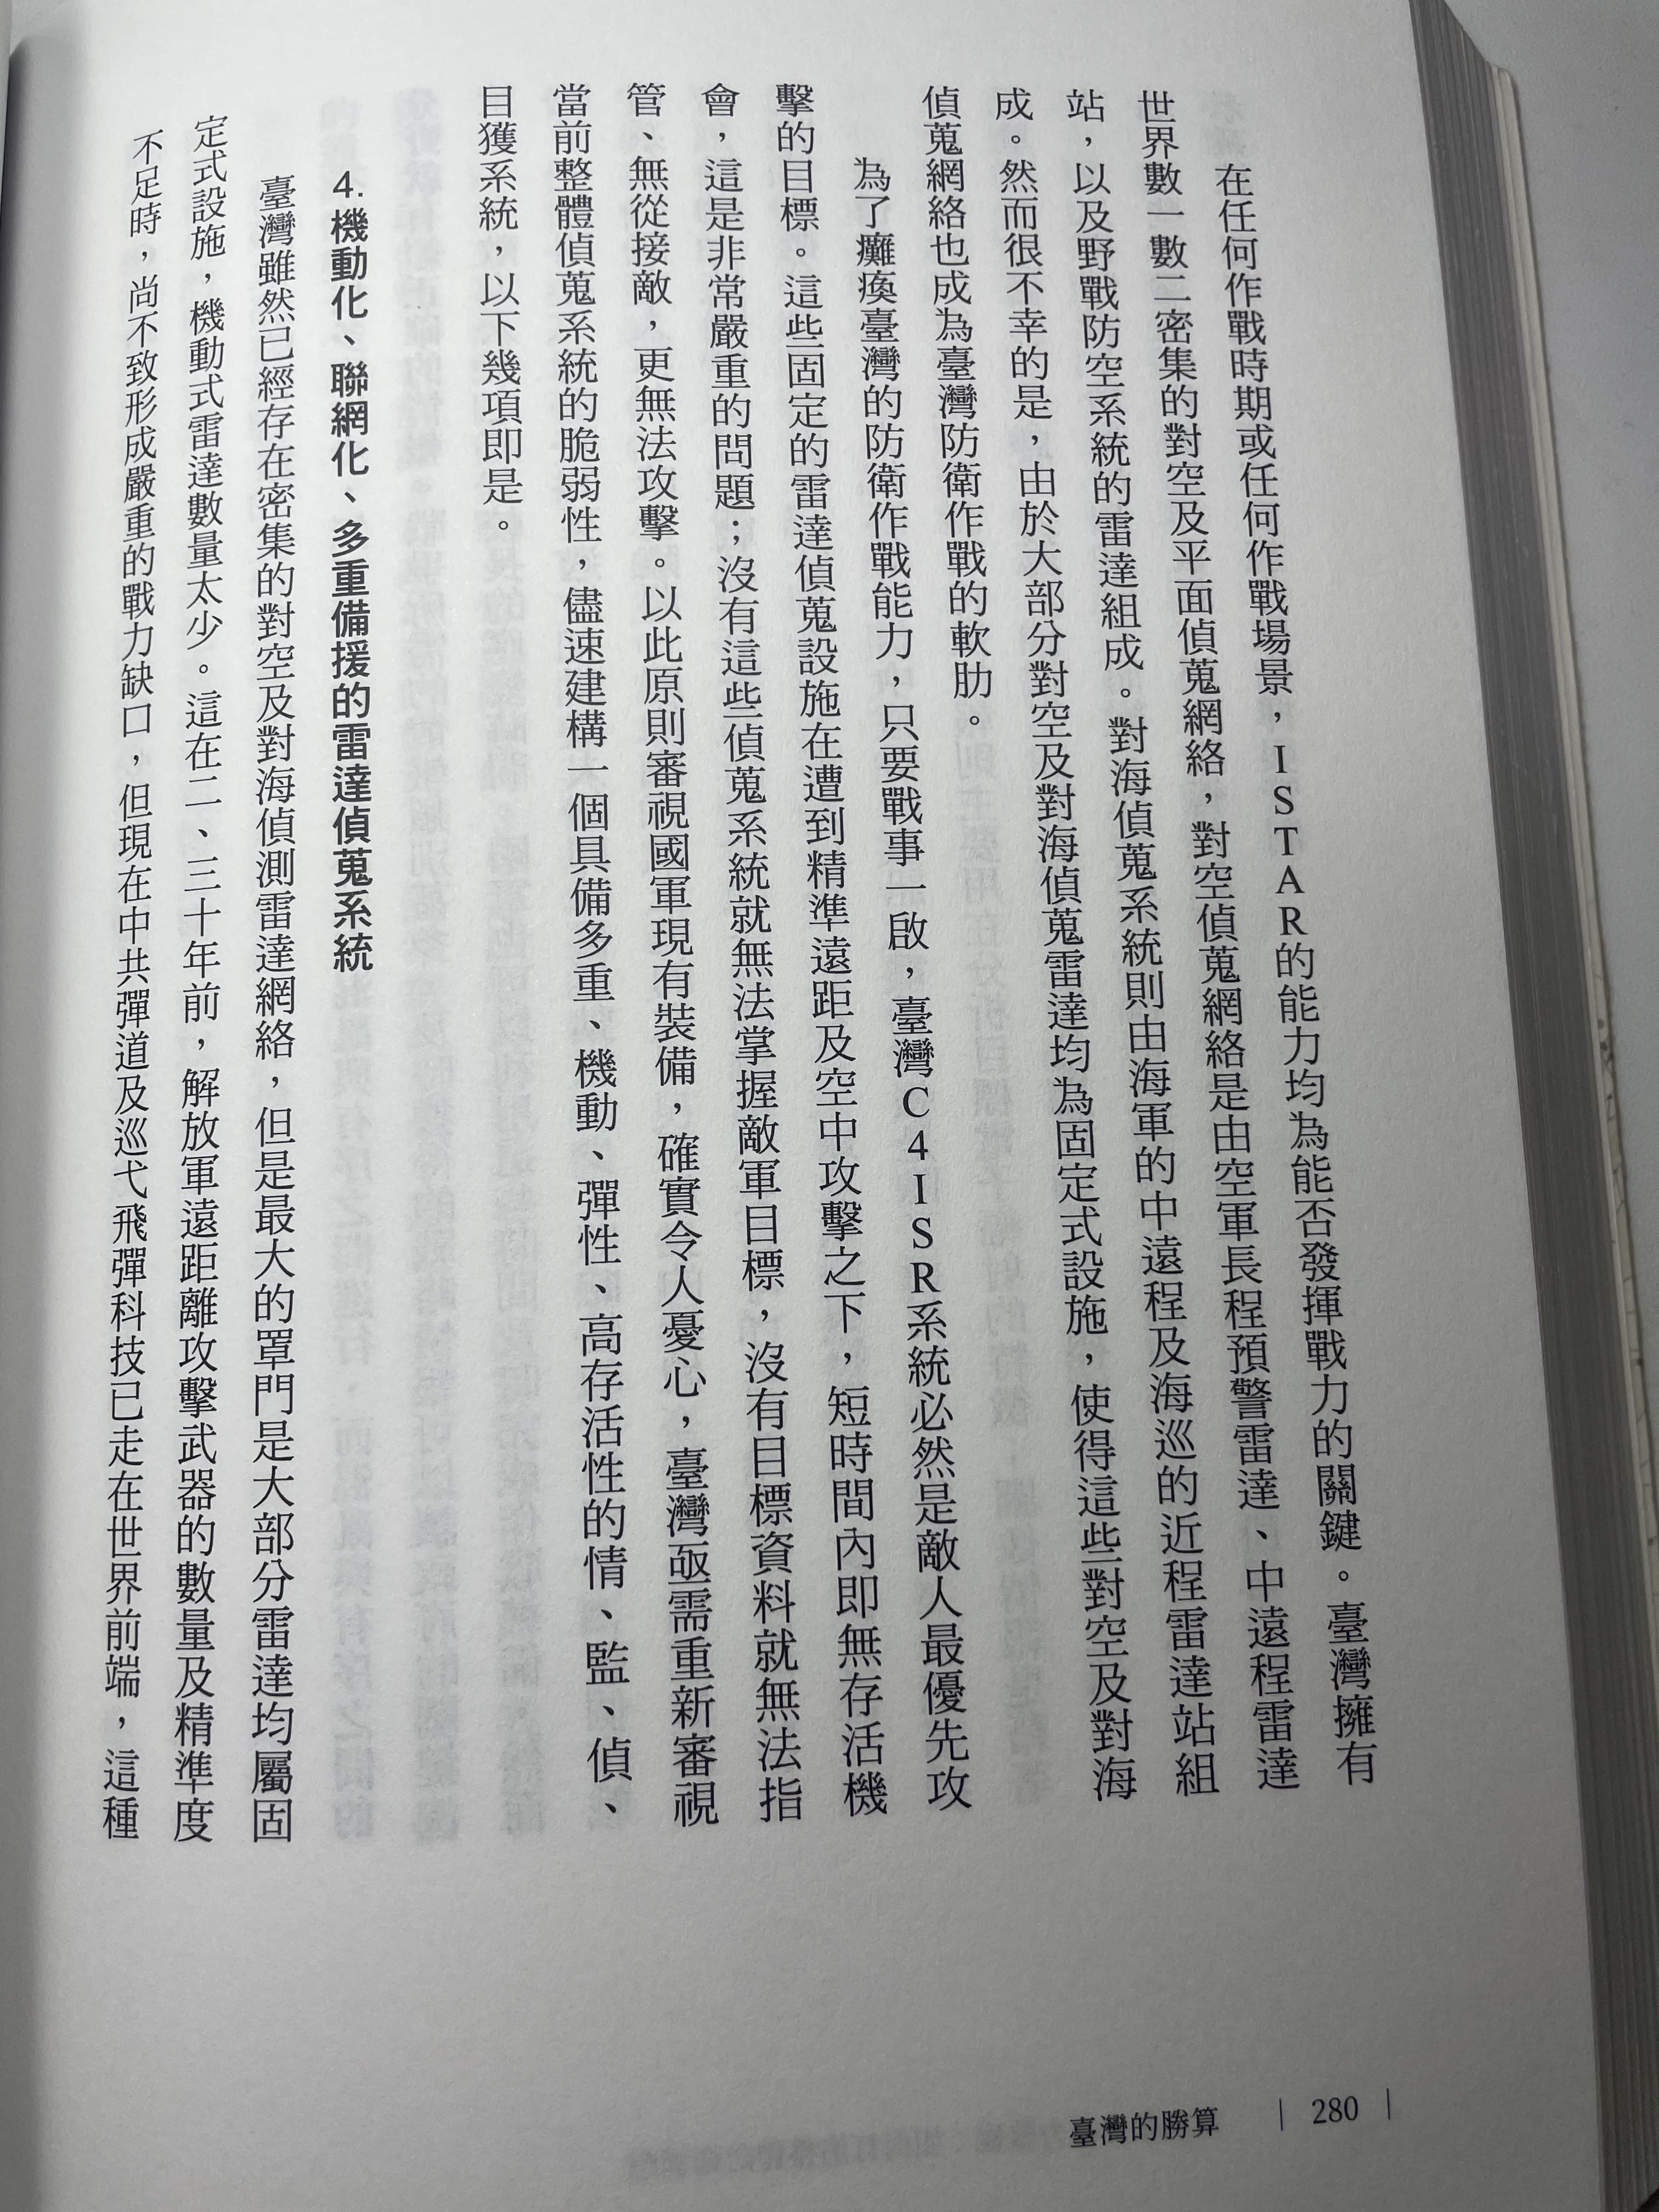 在任何作戰時期或任何作戰場景，ISTAR的能力均為能否發揮戰力的關鍵。臺灣擁有
世界數一數二密集的對空及平面偵蒐網絡，對空偵蒐網絡是由空軍長程預警雷達、中遠程雷達
站，以及野戰防空系統的雷達組成。對海偵蒐系統則由海軍的中遠程及海巡的近程雷達站組
成。然而很不幸的是，由於大部分對空及對海偵蒐雷達均為固定式設施，使得這些對空及對海
偵蒐網絡也成為臺灣防衛作戰的軟肋。
為了癱瘓臺灣的防衛作戰能力，只要戰事一啟，臺灣C4ISR系統必然是敵人最優先攻
擊的目標。這些固定的雷達偵蒐設施在遭到精準遠距及空中攻擊之下，短時間內即無存活機
會，這是非常嚴重的問題；沒有這些偵蒐系統就無法掌握敵軍目標，沒有目標資料就無法指
管、無從接敵，更無法攻擊。以此原則審視國軍現有裝備，確實令人憂心，臺灣亟需重新審視
當前整體偵蒐系統的脆弱性，儘速建構一個具備多重、機動、彈性、高存活性的情、監、偵、
目獲系統，以下幾項即是。
4. 機動化、聯網化、多重備援的雷達偵蒐系統
臺灣雖然已經存在密集的對空及對海偵測雷達網絡，但是最大的罩門是大部分雷達均屬固
定式設施，機動式雷達數量太少。這在二、三十年前，解放軍遠距離攻擊武器的數量及精準度
不足時，尚不致形成嚴重的戰力缺口，但現在中共彈道及巡弋飛彈科技已走在世界前端，這種
臺灣的勝算 | 280 |